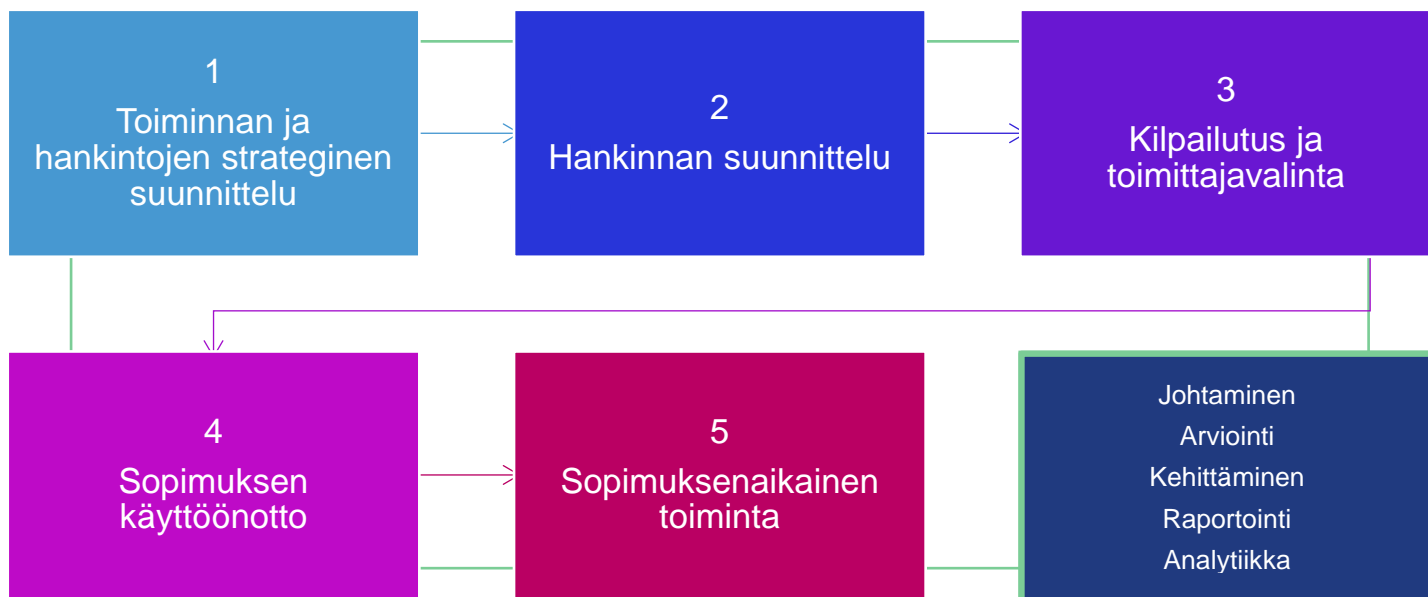 1
Toiminnan ja
hankintojen strateginen
suunnittelu
2
Hankinnan suunnittelu
3
Kilpailutus ja
toimittajavalinta
4
Sopimuksen
käyttöönotto
5
Sopimuksenaikainen
toiminta
Johtaminen
Arviointi
Kehittäminen
Raportointi
Analytiikka